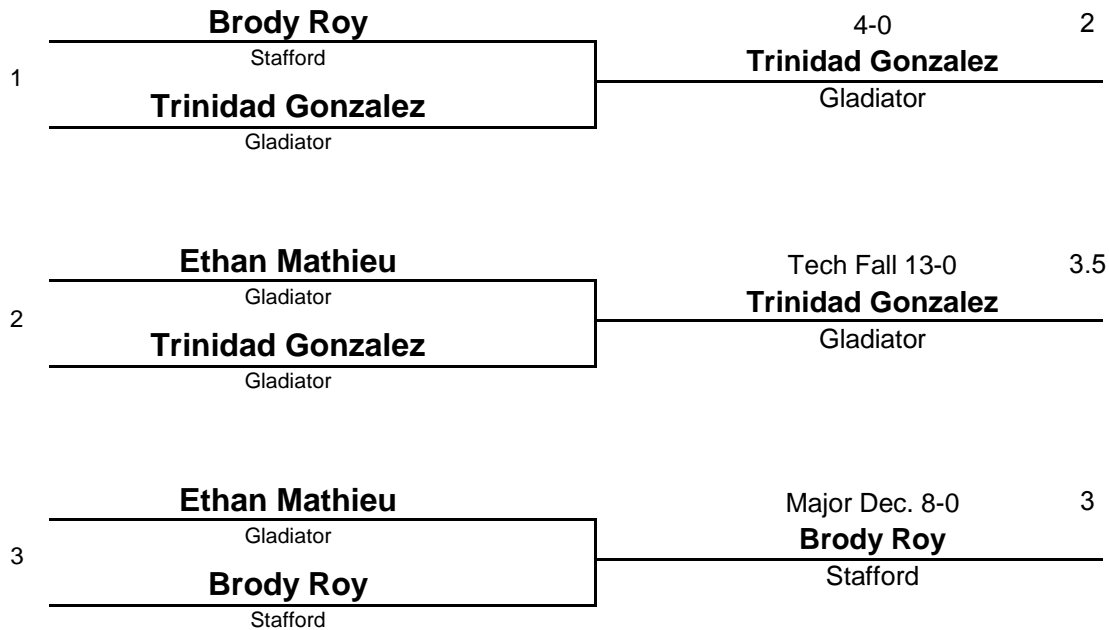 Brody Roy
Stafford
1
Trinidad Gonzalez
Gladiator
4-0 2
Trinidad Gonzalez
Gladiator
Ethan Mathieu
Gladiator
2
Trinidad Gonzalez
Gladiator
Tech Fall 13-0 3.5
Trinidad Gonzalez
Gladiator
Ethan Mathieu
Gladiator
3
Brody Roy
Stafford
Major Dec. 8-0 3
Brody Roy
Stafford